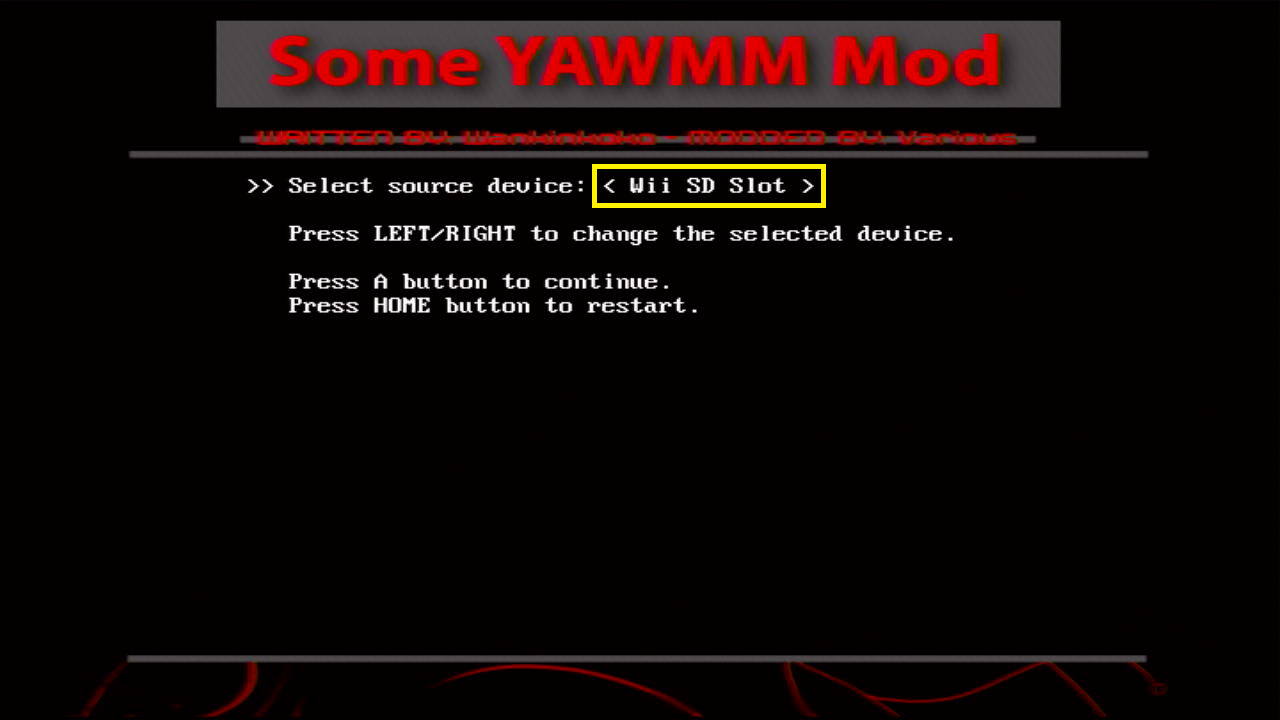 Some YAWMM Mod
WRITTEN BY: Wankinkoko - MODDED BY: Various
>> Select source device: < Wii SD Slot >
Press LEFT/RIGHT to change the selected device.
Press A button to continue.
Press HOME button to restart.